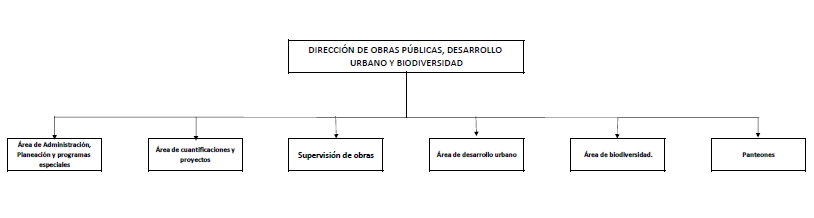 DIRECCIÓN DE OBRAS PÚBLICAS, DESARROLLO
URBANO Y BIODIVERSIDAD
Área de Administración,
Planeación y programas
especiales
Área de cuantificaciones y
proyectos
Supervisión de obras
Área de desarrollo urbano
Área de biodiversidad.
Panteones